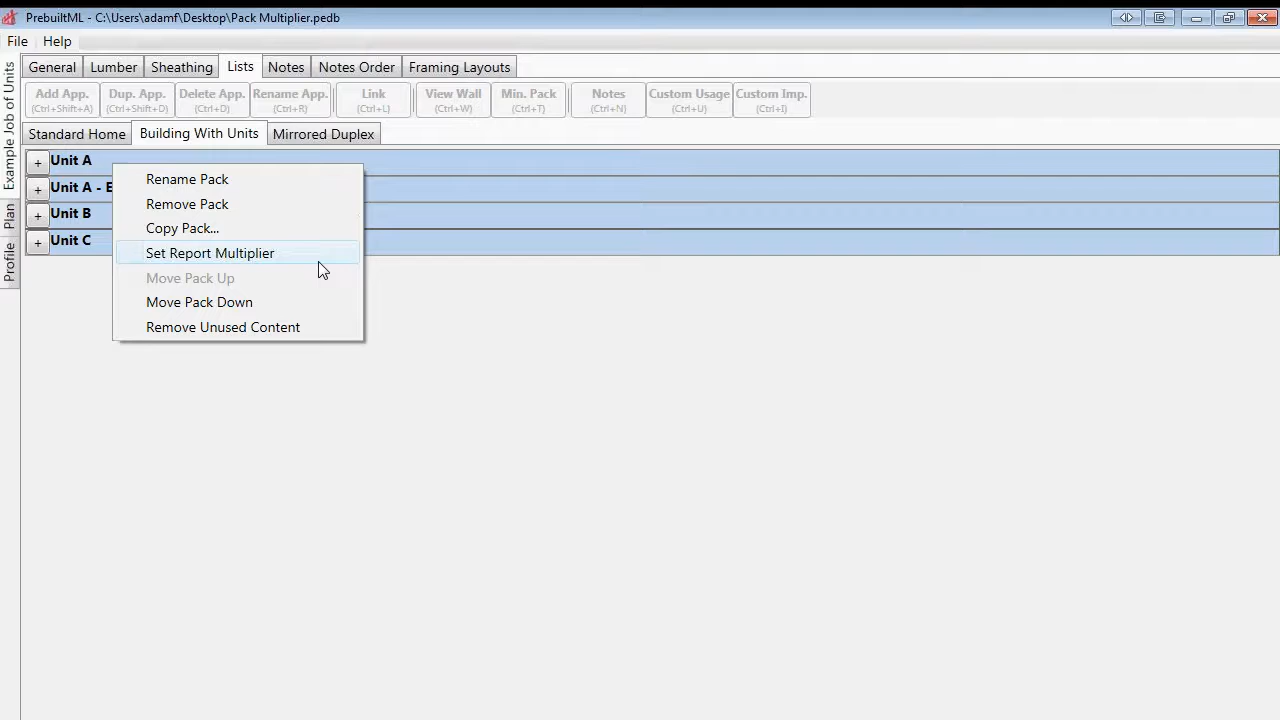 PrebuiltML - C:\Users\adamf\Desktop\Pack Multiplier.pedb
File Help
General Lumber Sheathing Lists Notes Notes Order Framing Layouts
Add App. Dup. App. Delete App. Rename App. Link View Wall Min. Pack Notes Custom Usage Custom Imp.
(Ctrl+Shift+A) (Ctrl+Shift+D) (Ctrl+D) (Ctrl+R) (Ctrl+L) (Ctrl+W) (Ctrl+T) (Ctrl+N) (Ctrl+U) (Ctrl+I)
Standard Home Building With Units Mirrored Duplex
Example Job of Units
Plan
Profile
+ Unit A
+ Unit A - E
+ Unit B
+ Unit C
Rename Pack
Remove Pack
Copy Pack...
Set Report Multiplier
Move Pack Up
Move Pack Down
Remove Unused Content